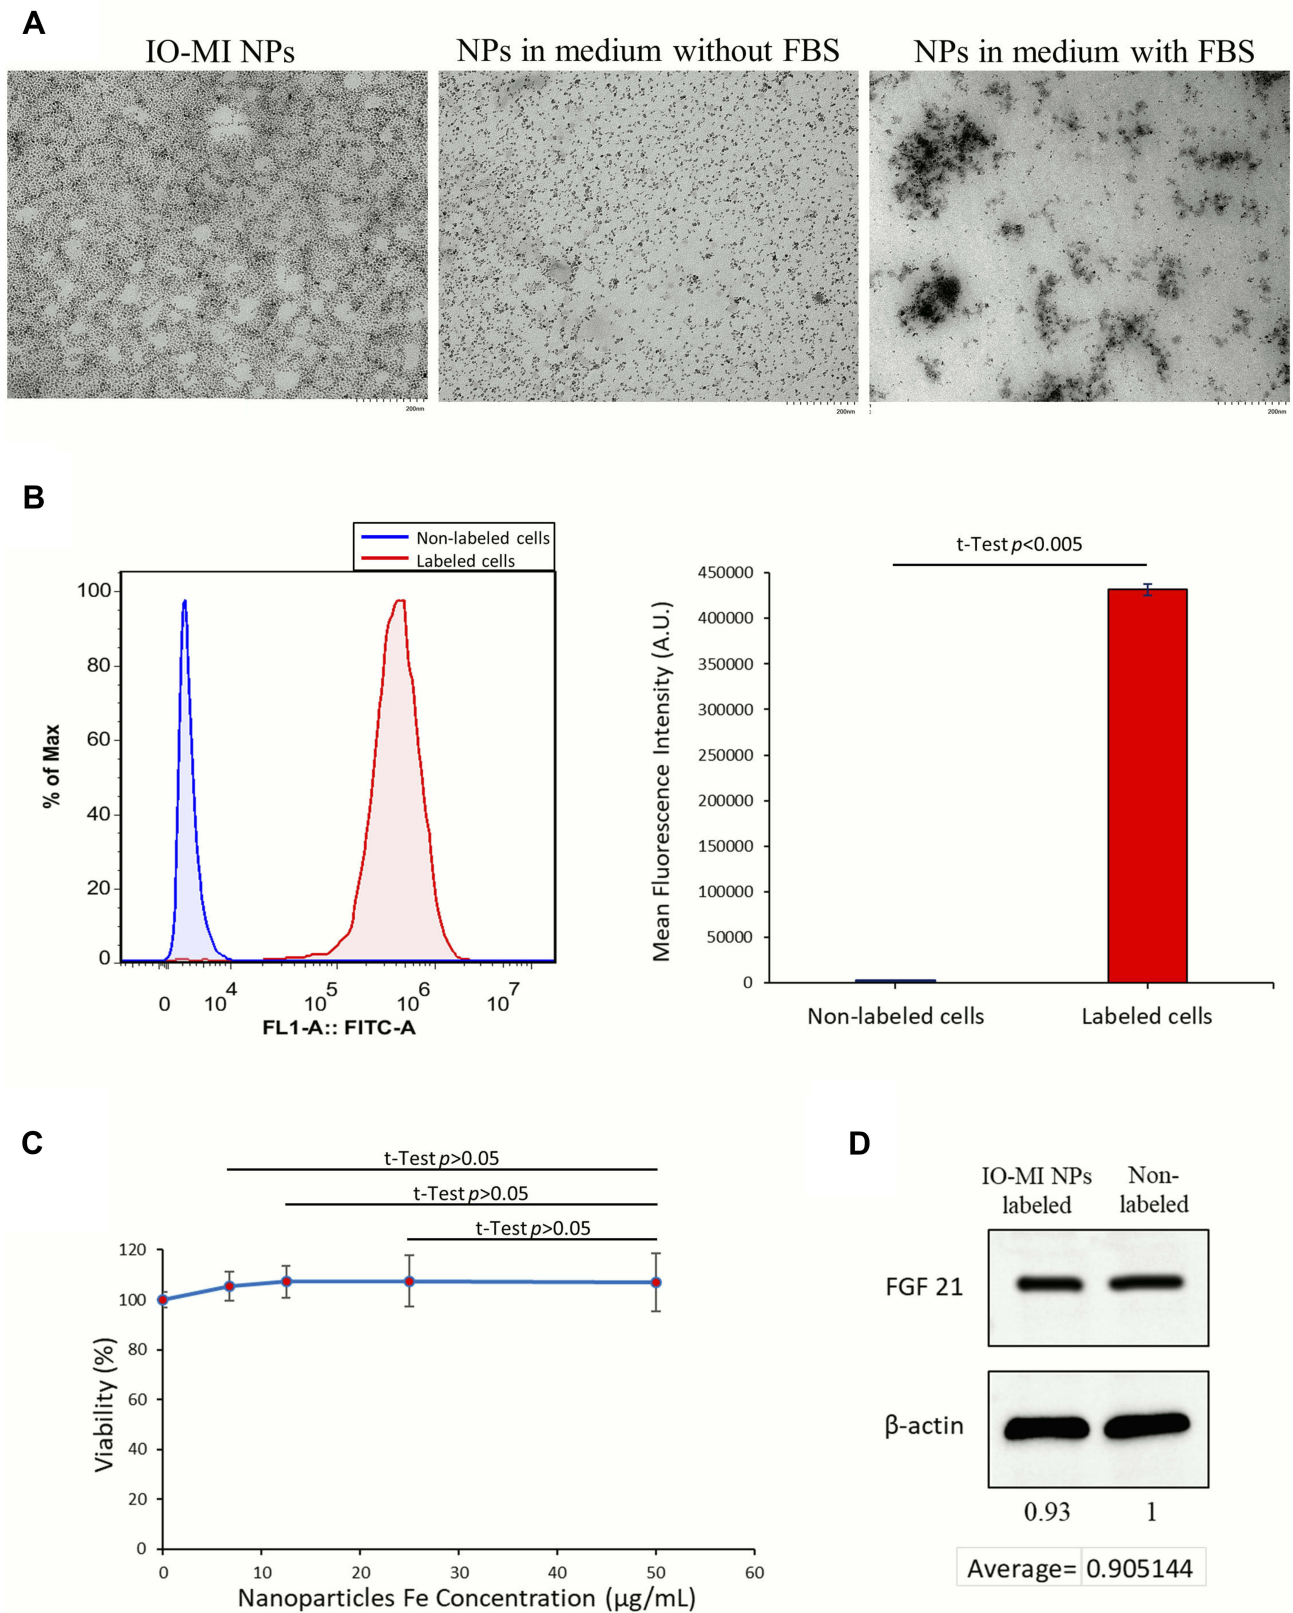 A
IO-MI NPs
NPs in medium without FBS
NPs in medium with FBS
200nm
200nm
200nm
B
Non-labeled cells
Labeled cells
100
80
60
40
20
0
% of Max
0
10^4
10^5
10^6
10^7
FL1-A:: FITC-A
t-Test p<0.005
450000
400000
350000
300000
250000
200000
150000
100000
50000
0
Mean Fluorescence Intensity (A.U.)
Non-labeled cells
Labeled cells
C
t-Test p>0.05
t-Test p>0.05
t-Test p>0.05
120
100
80
60
40
20
0
Viability (%)
0
10
20
30
40
50
60
Nanoparticles Fe Concentration (µg/mL)
D
IO-MI NPs
labeled
Non-
labeled
FGF 21
β-actin
0.93
1
Average= 0.905144